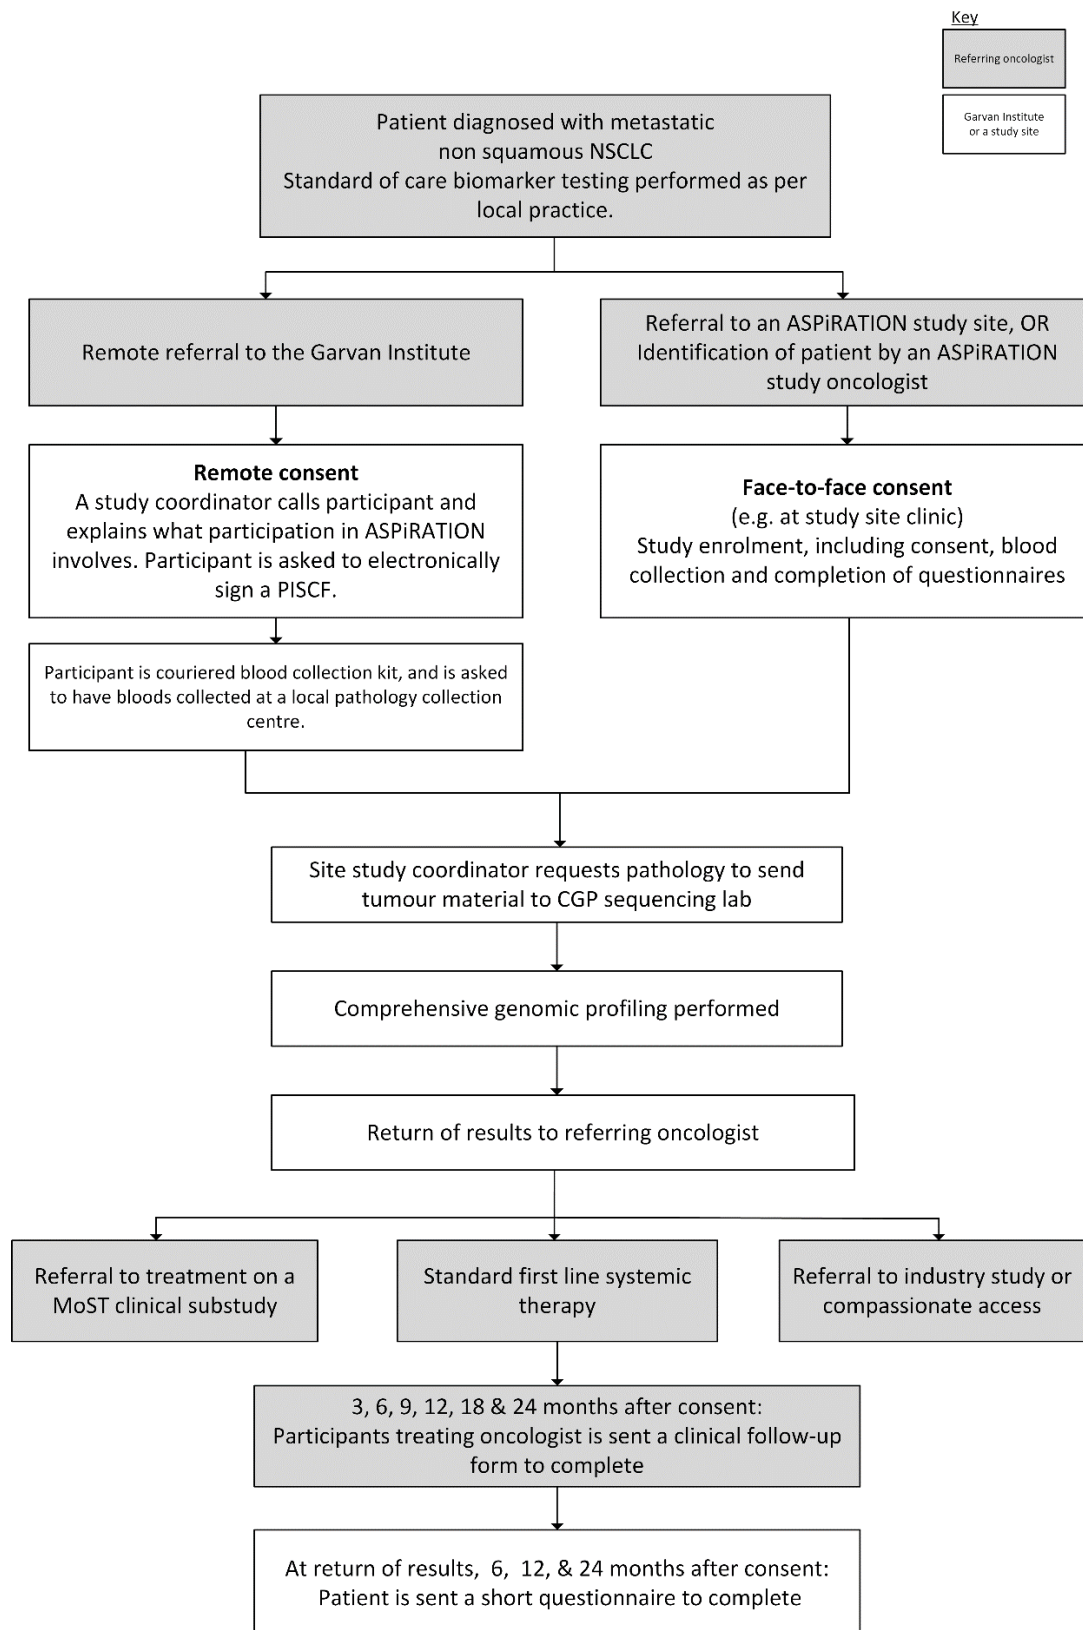 Key
Referring oncologist
Garvan Institute
or a study site
Patient diagnosed with metastatic
non squamous NSCLC
Standard of care biomarker testing performed as per
local practice.
Remote referral to the Garvan Institute
Referral to an ASPiRATION study site, OR
Identification of patient by an ASPiRATION
study oncologist
Remote consent
A study coordinator calls participant and
explains what participation in ASPiRATION
involves. Participant is asked to electronically
sign a PISCF.
Face-to-face consent
(e.g. at study site clinic)
Study enrolment, including consent, blood
collection and completion of questionnaires
Participant is couriered blood collection kit, and is asked
to have bloods collected at a local pathology collection
centre.
Site study coordinator requests pathology to send
tumour material to CGP sequencing lab
Comprehensive genomic profiling performed
Return of results to referring oncologist
Referral to treatment on a
MoST clinical substudy
Standard first line systemic
therapy
Referral to industry study or
compassionate access
3, 6, 9, 12, 18 & 24 months after consent:
Participants treating oncologist is sent a clinical follow-up
form to complete
At return of results,  6,  12, & 24 months after consent:
Patient is sent a short questionnaire to complete